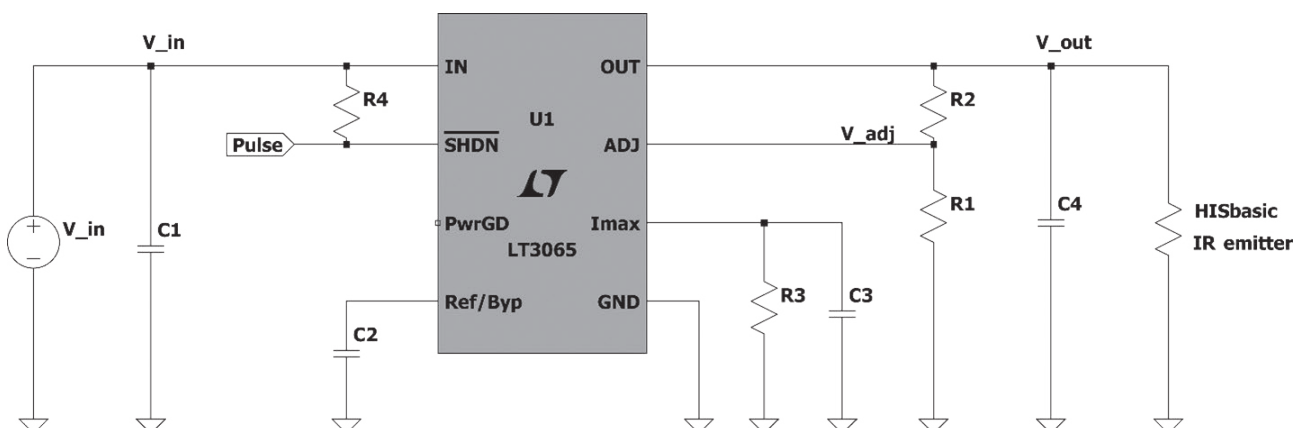 V_in
V_out
IN
OUT
R4
R2
U1
Pulse
SHDN
ADJ
V_adj
V_in
C1
R1
C4
HISbasic
IR emitter
PwrGD
Imax
LT3065
R3
C3
Ref/Byp
GND
C2